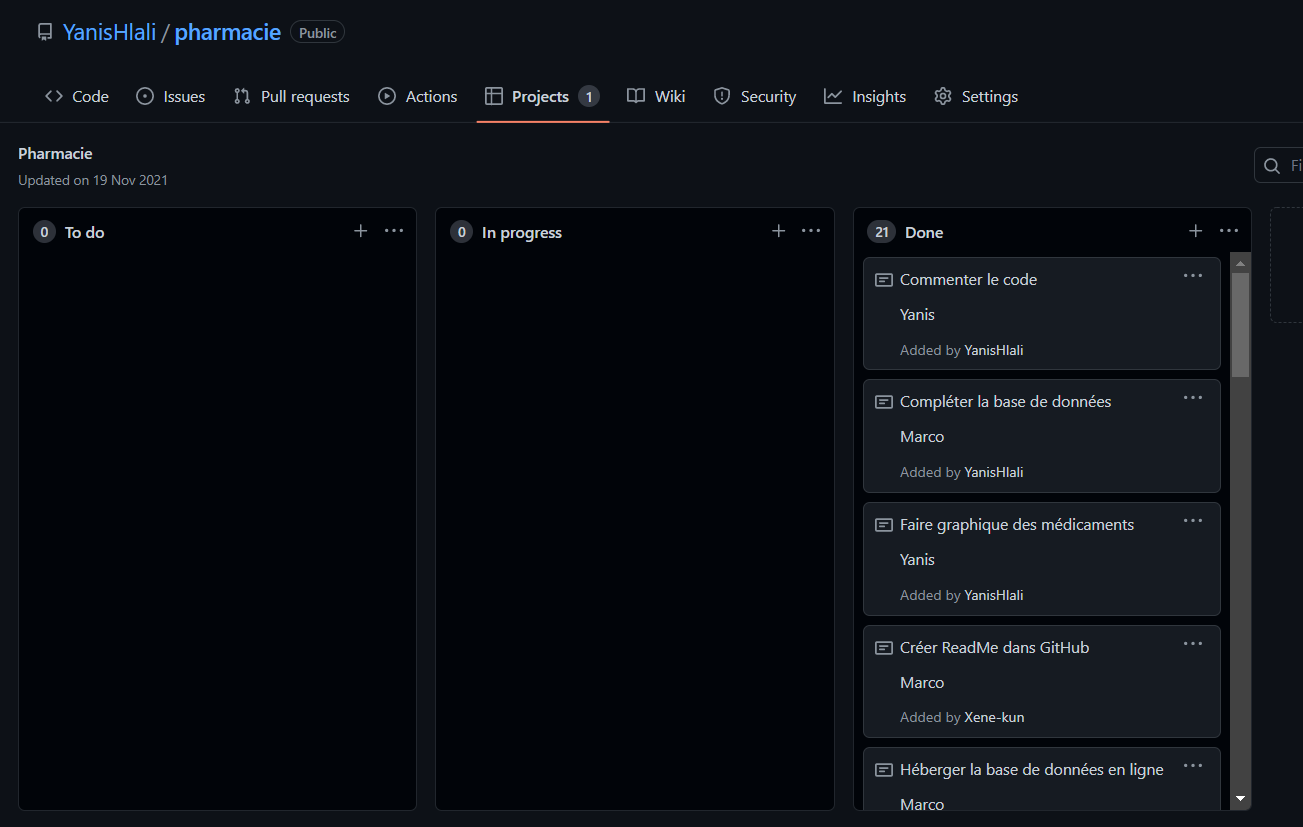 YanisHlali / pharmacie Public
Code Issues Pull requests Actions Projects 1 Wiki Security Insights Settings
Pharmacie
Updated on 19 Nov 2021
Fi
0 To do
0 In progress
21 Done
Commenter le code
Yanis
Added by YanisHlali
Compléter la base de données
Marco
Added by YanisHlali
Faire graphique des médicaments
Yanis
Added by YanisHlali
Créer ReadMe dans GitHub
Marco
Added by Xene-kun
Héberger la base de données en ligne
Marco